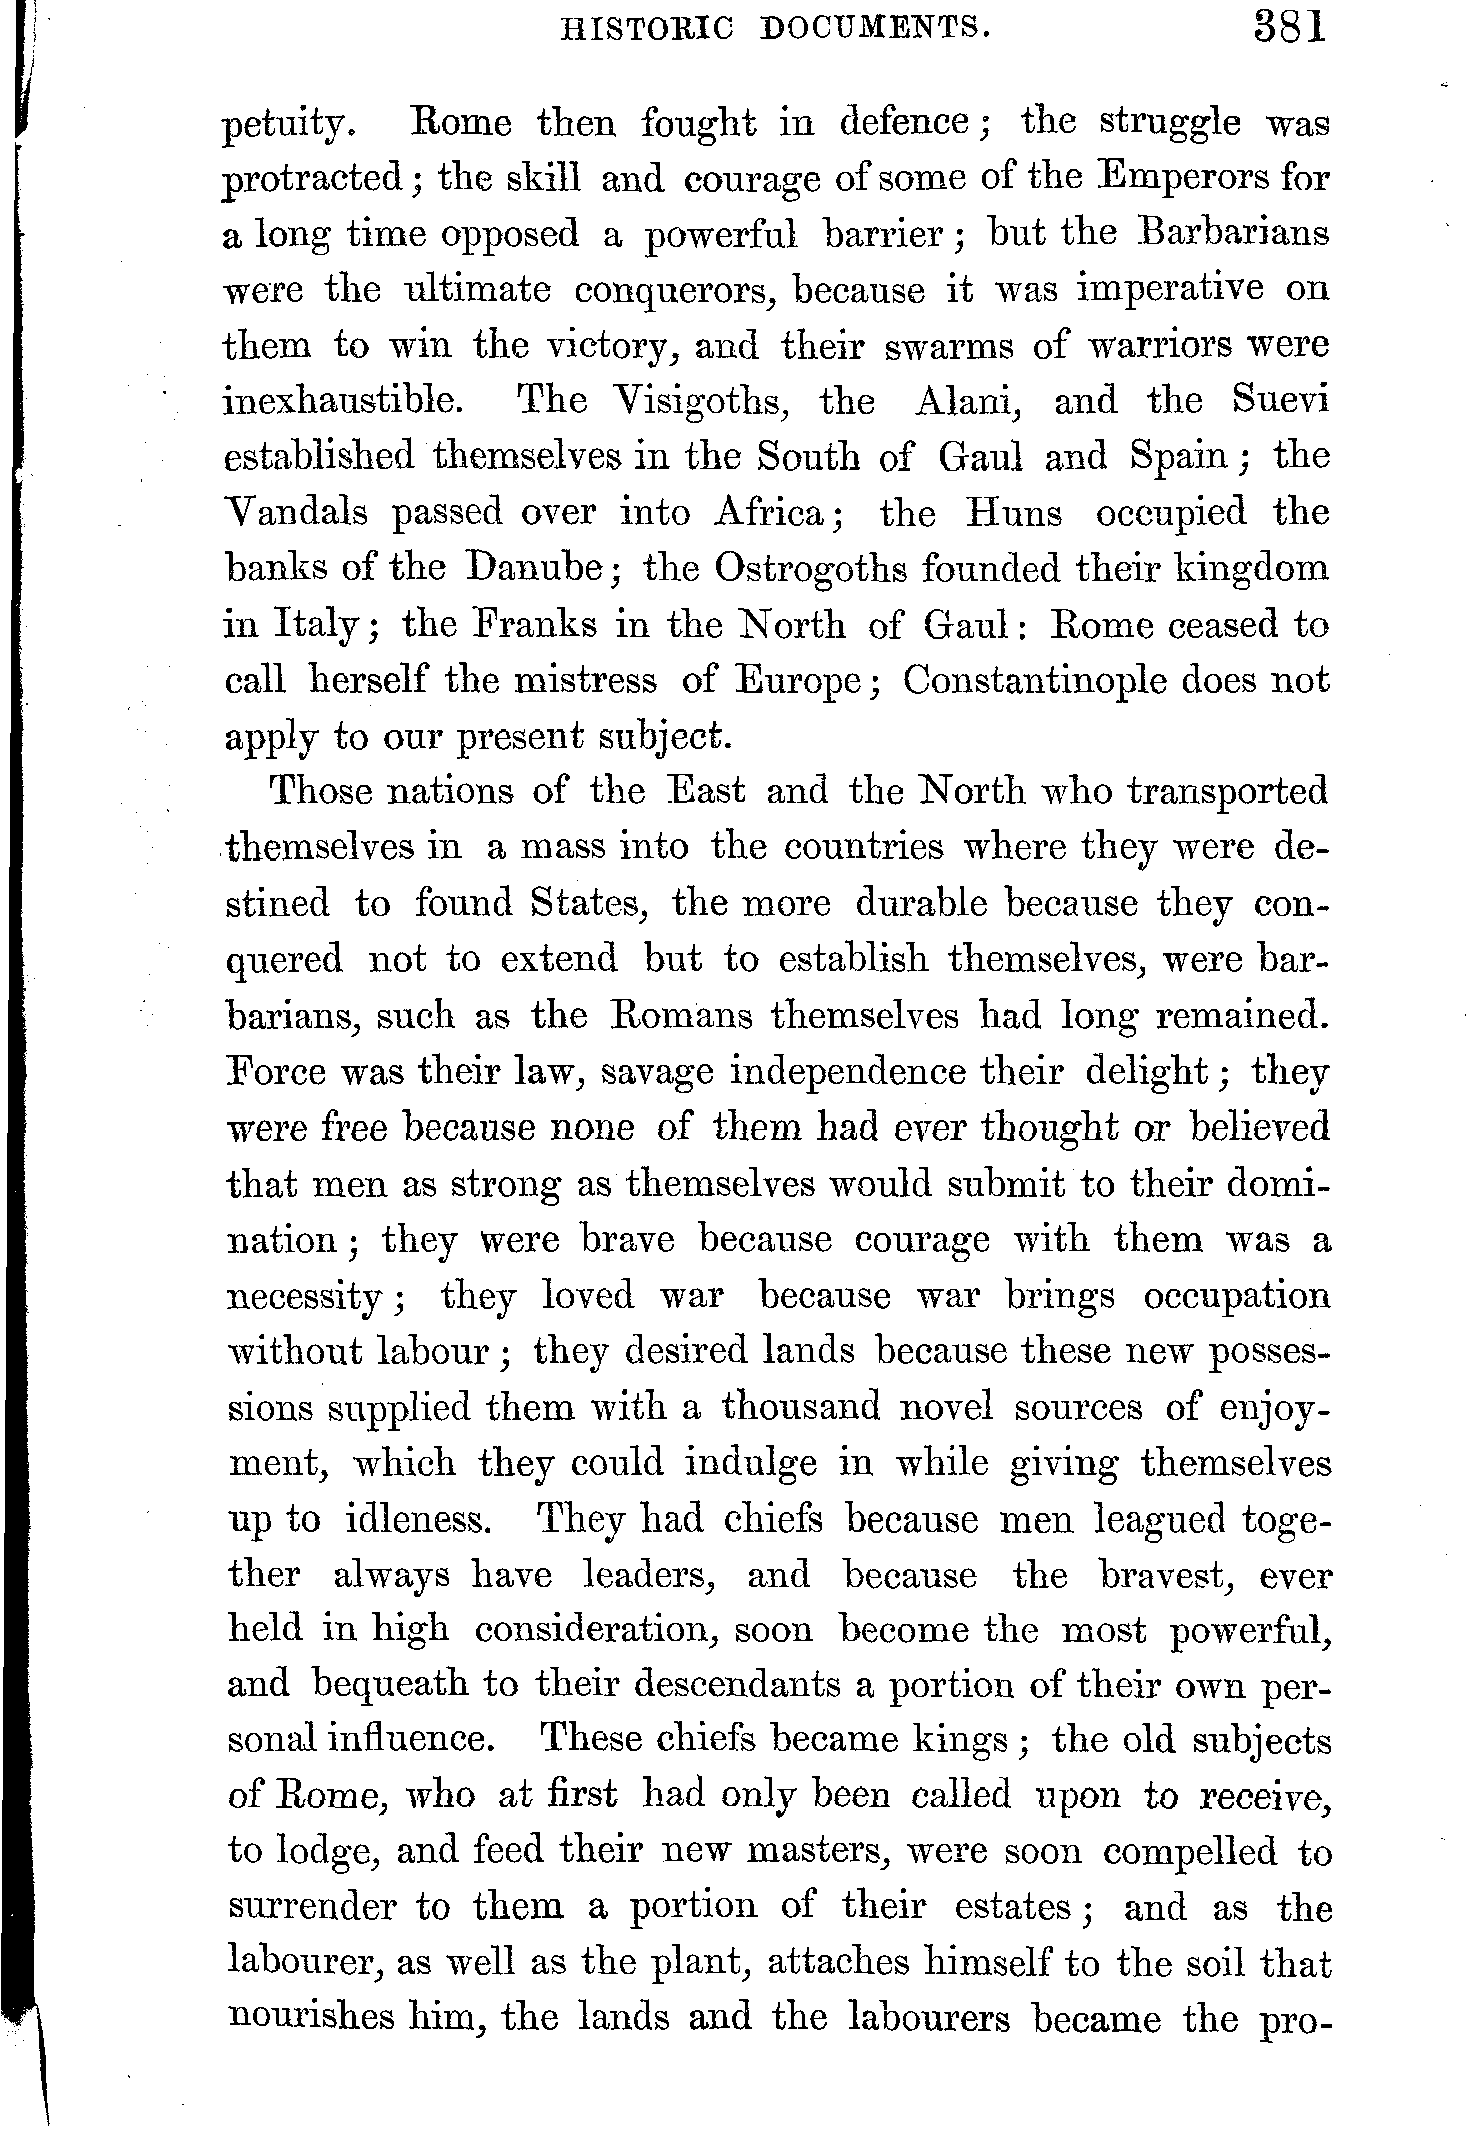 HISTORIC DOCUMENTS. 381
petuity. Rome then fought in defence; the struggle was
protracted; the skill and courage of some of the Emperors for
a long time opposed a powerful barrier; but the Barbarians
were the ultimate conquerors, because it was imperative on
them to win the victory, and their swarms of warriors were
inexhaustible. The Visigoths, the Alani, and the Suevi
established themselves in the South of Gaul and Spain; the
Vandals passed over into Africa; the Huns occupied the
banks of the Danube; the Ostrogoths founded their kingdom
in Italy; the Franks in the North of Gaul: Rome ceased to
call herself the mistress of Europe; Constantinople does not
apply to our present subject.
Those nations of the East and the North who transported
themselves in a mass into the countries where they were de-
stined to found States, the more durable because they con-
quered not to extend but to establish themselves, were bar-
barians, such as the Romans themselves had long remained.
Force was their law, savage independence their delight; they
were free because none of them had ever thought or believed
that men as strong as themselves would submit to their domi-
nation; they were brave because courage with them was a
necessity; they loved war because war brings occupation
without labour; they desired lands because these new posses-
sions supplied them with a thousand novel sources of enjoy-
ment, which they could indulge in while giving themselves
up to idleness. They had chiefs because men leagued toge-
ther always have leaders, and because the bravest, ever
held in high consideration, soon become the most powerful,
and bequeath to their descendants a portion of their own per-
sonal influence. These chiefs became kings; the old subjects
of Rome, who at first had only been called upon to receive,
to lodge, and feed their new masters, were soon compelled to
surrender to them a portion of their estates; and as the
labourer, as well as the plant, attaches himself to the soil that
nourishes him, the lands and the labourers became the pro-